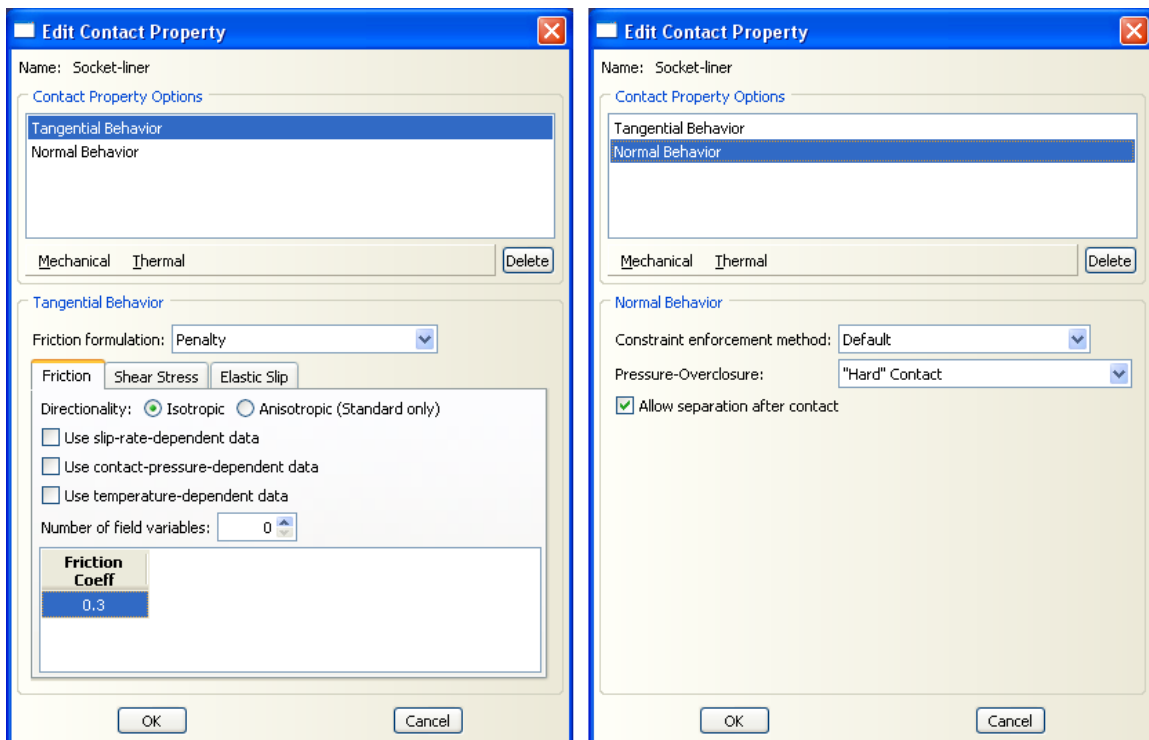 Edit Contact Property
Name: Socket-liner
Contact Property Options
Tangential Behavior
Normal Behavior
Mechanical Thermal
Delete
Tangential Behavior
Friction formulation: Penalty
Friction Shear Stress Elastic Slip
Directionality: Isotropic Anisotropic (Standard only)
Use slip-rate-dependent data
Use contact-pressure-dependent data
Use temperature-dependent data
Number of field variables: 0
Friction
Coeff
0.3
OK Cancel
Edit Contact Property
Name: Socket-liner
Contact Property Options
Tangential Behavior
Normal Behavior
Mechanical Thermal
Delete
Normal Behavior
Constraint enforcement method: Default
Pressure-Overclosure: "Hard" Contact
Allow separation after contact
OK Cancel